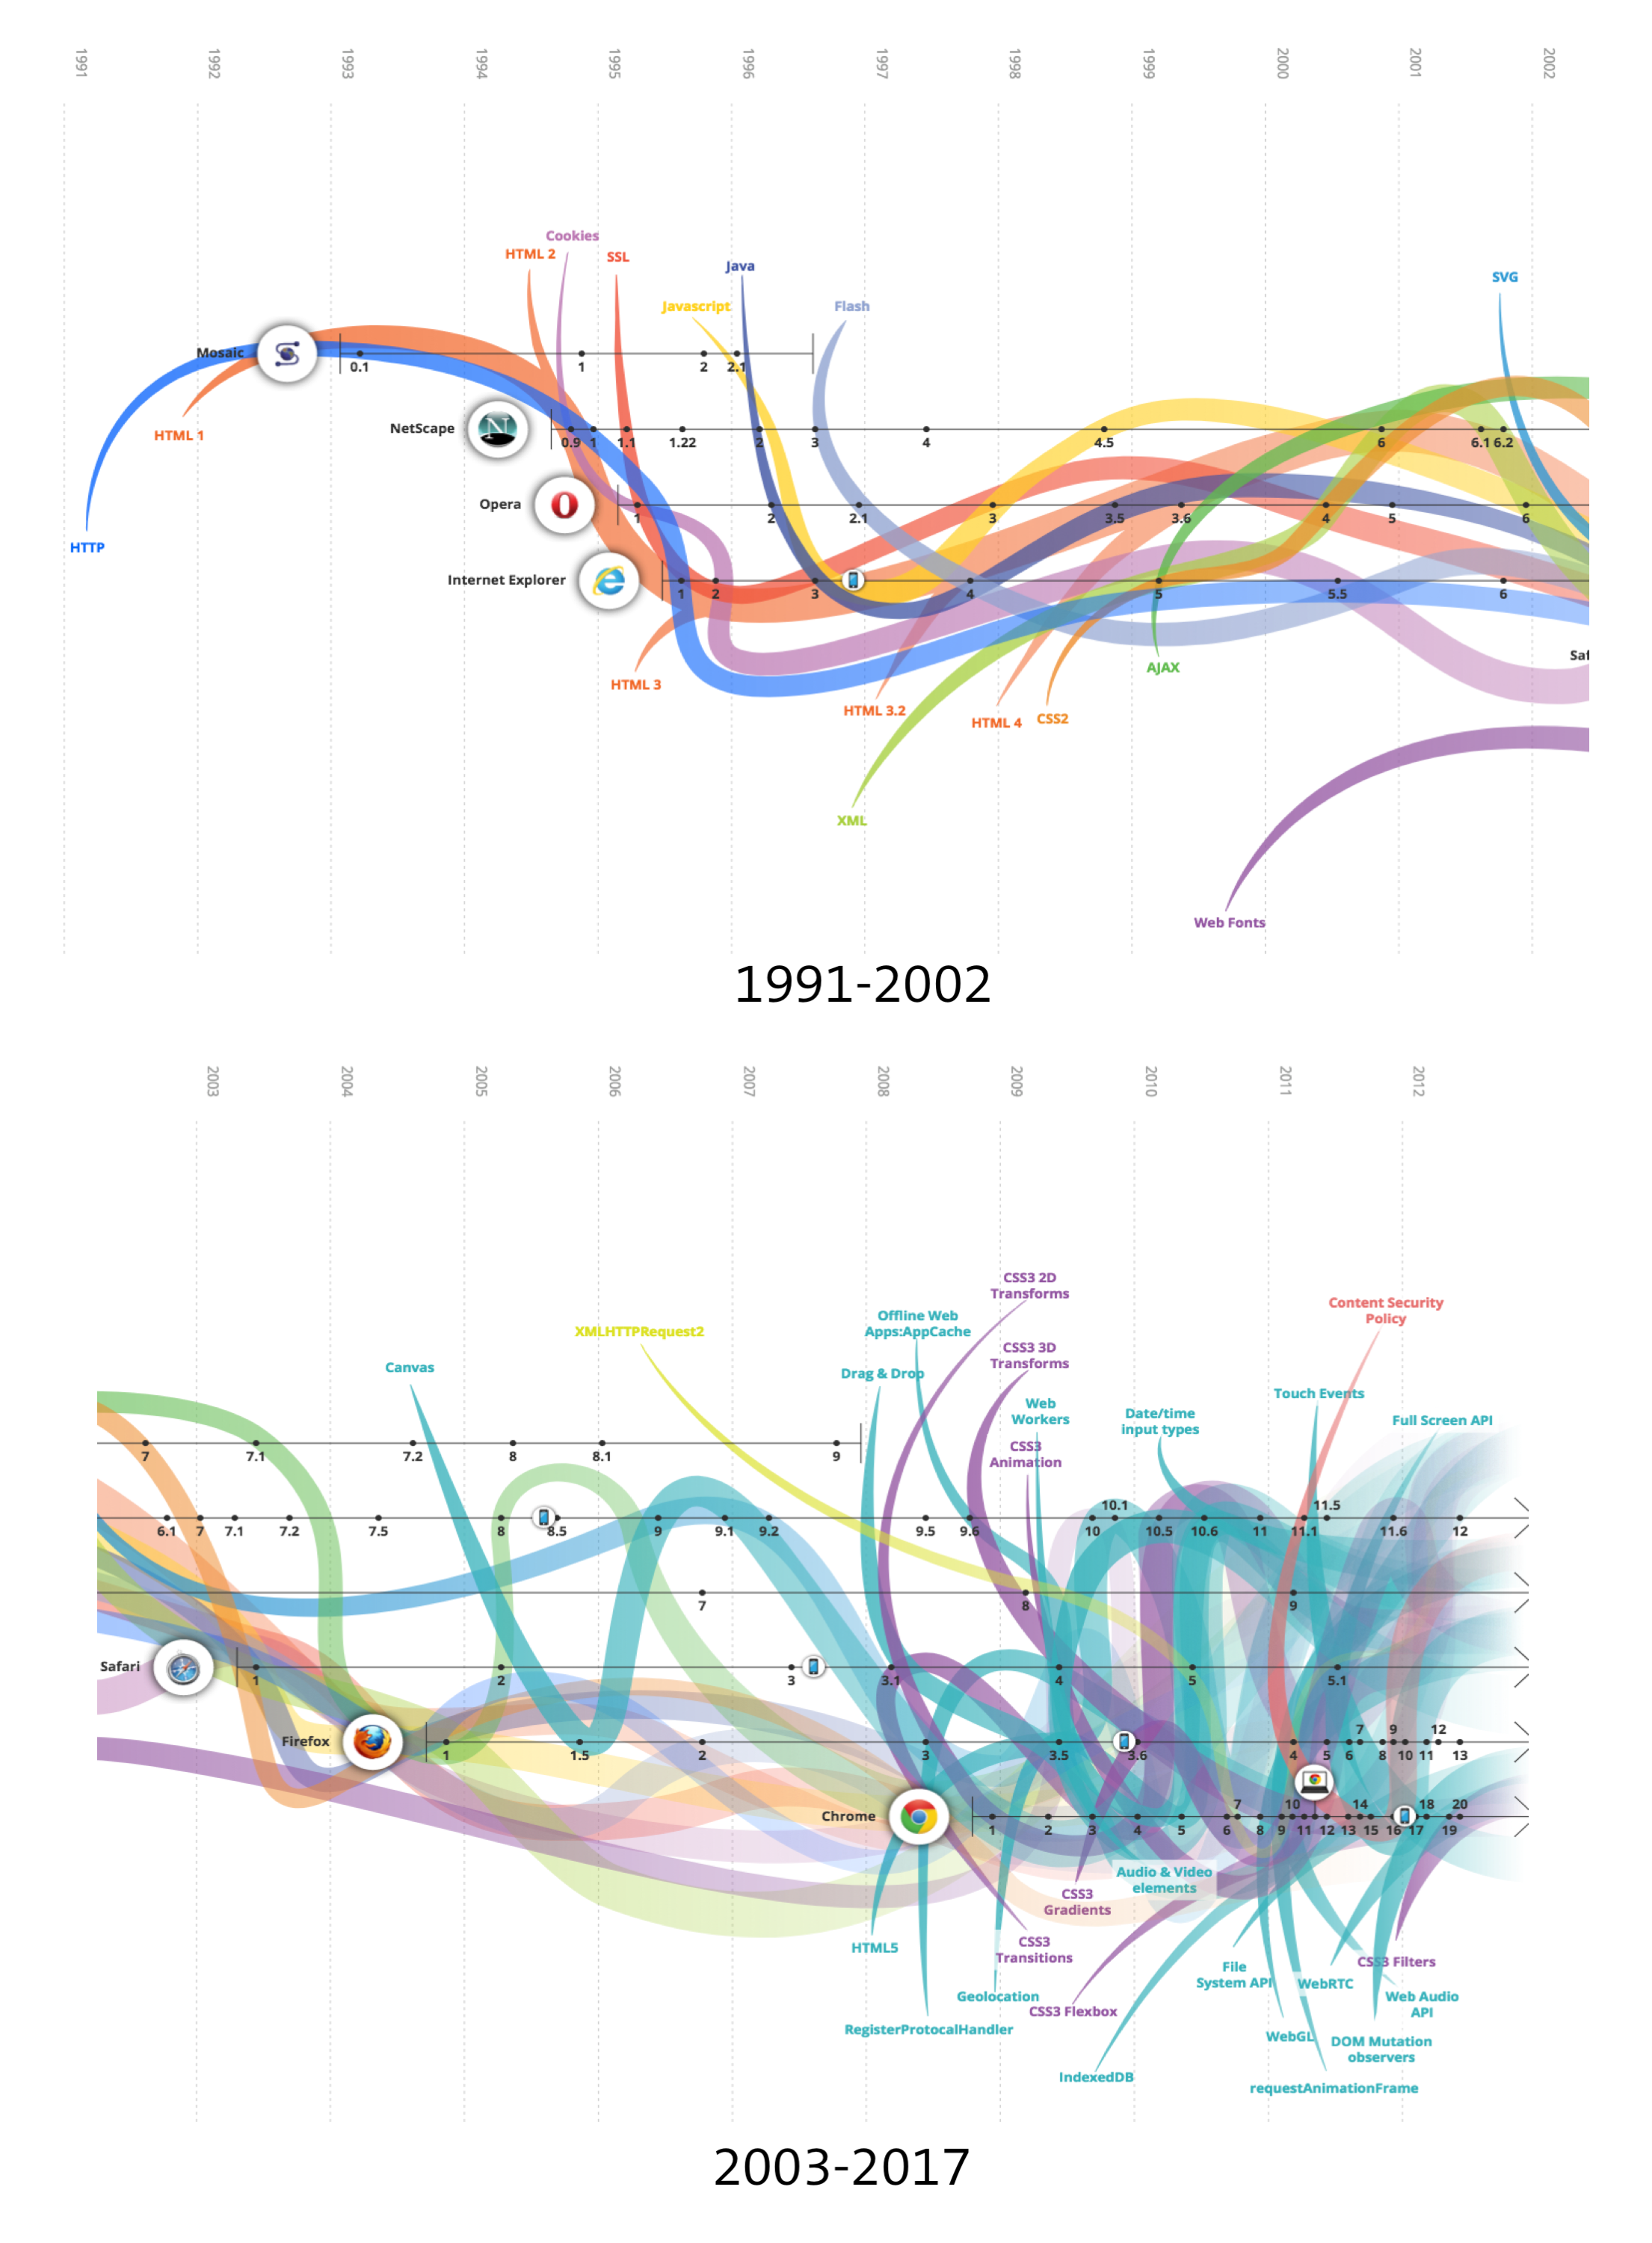 1991 1992 1993 1994 1995 1996 1997 1998 1999 2000 2001 2002
Cookies
HTML 2
SSL
Java
SVG
Javascript
Flash
Mosaic
0.1 1 2 2.1
HTML 1
NetScape
0.9 1 1.1 1.22 2 3 4 4.5 6 6.1 6.2
Opera
1 2 2.1 3 3.5 3.6 4 5 6
HTTP
Internet Explorer
1 2 3 4 5 5.5 6
Saf
AJAX
HTML 3
HTML 3.2
HTML 4
CSS2
XML
Web Fonts
1991-2002
2003 2004 2005 2006 2007 2008 2009 2010 2011 2012
CSS3 2D
Transforms
Content Security
Policy
Offline Web
Apps:AppCache
XMLHTTPRequest2
CSS3 3D
Transforms
Canvas
Drag & Drop
Touch Events
Web
Workers
Date/time
input types
Full Screen API
CSS3
Animation
7 7.1 7.2 8 8.1 9
10.1 11.5
6.1 7 7.1 7.2 7.5 8 8.5 9 9.1 9.2 9.5 9.6 10 10.5 10.6 11 11.1 11.6 12
7 8 9
Safari
1 2 3 3.1 4 5 5.1
7 9 12
Firefox
1 1.5 2 3 3.5 3.6 4 5 6 8 10 11 13
7 10 14 18 20
Chrome
1 2 3 4 5 6 8 9 11 12 13 15 16 17 19
Audio & Video
elements
CSS3
Gradients
HTML5
CSS3
Transitions
CSS3 Filters
File
System API
WebRTC
Geolocation
Web Audio
API
CSS3 Flexbox
RegisterProtocalHandler
WebGL
DOM Mutation
observers
IndexedDB
requestAnimationFrame
2003-2017